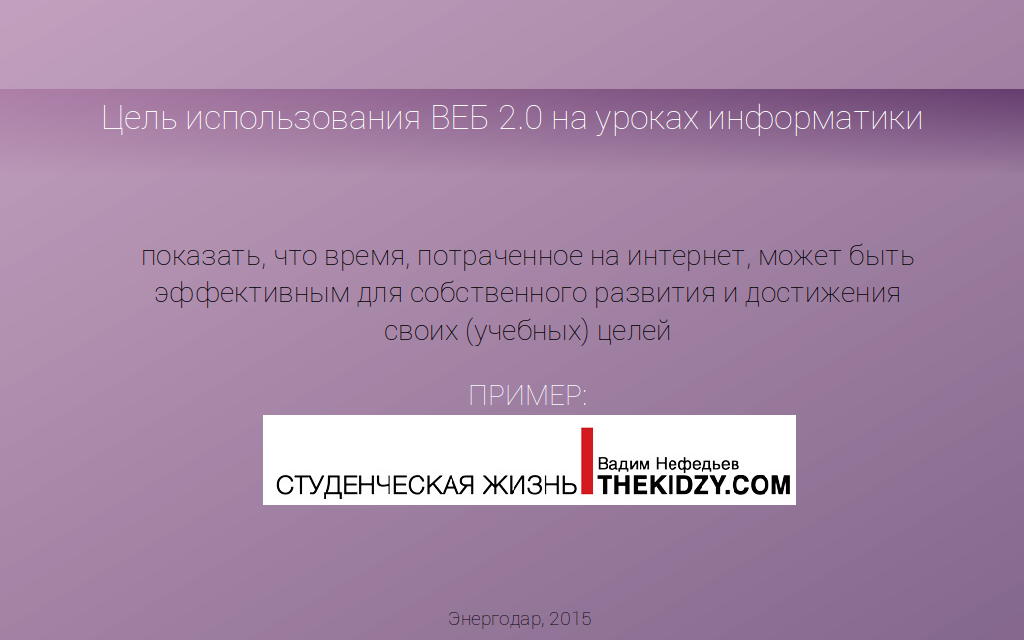 Цель использования ВЕБ 2.0 на уроках информатики
показать, что время, потраченное на интернет, может быть
эффективным для собственного развития и достижения
своих (учебных) целей
ПРИМЕР:
СТУДЕНЧЕСКАЯ ЖИЗНЬ
Вадим Нефедьев
THEKIDZY.COM
Энергодар, 2015